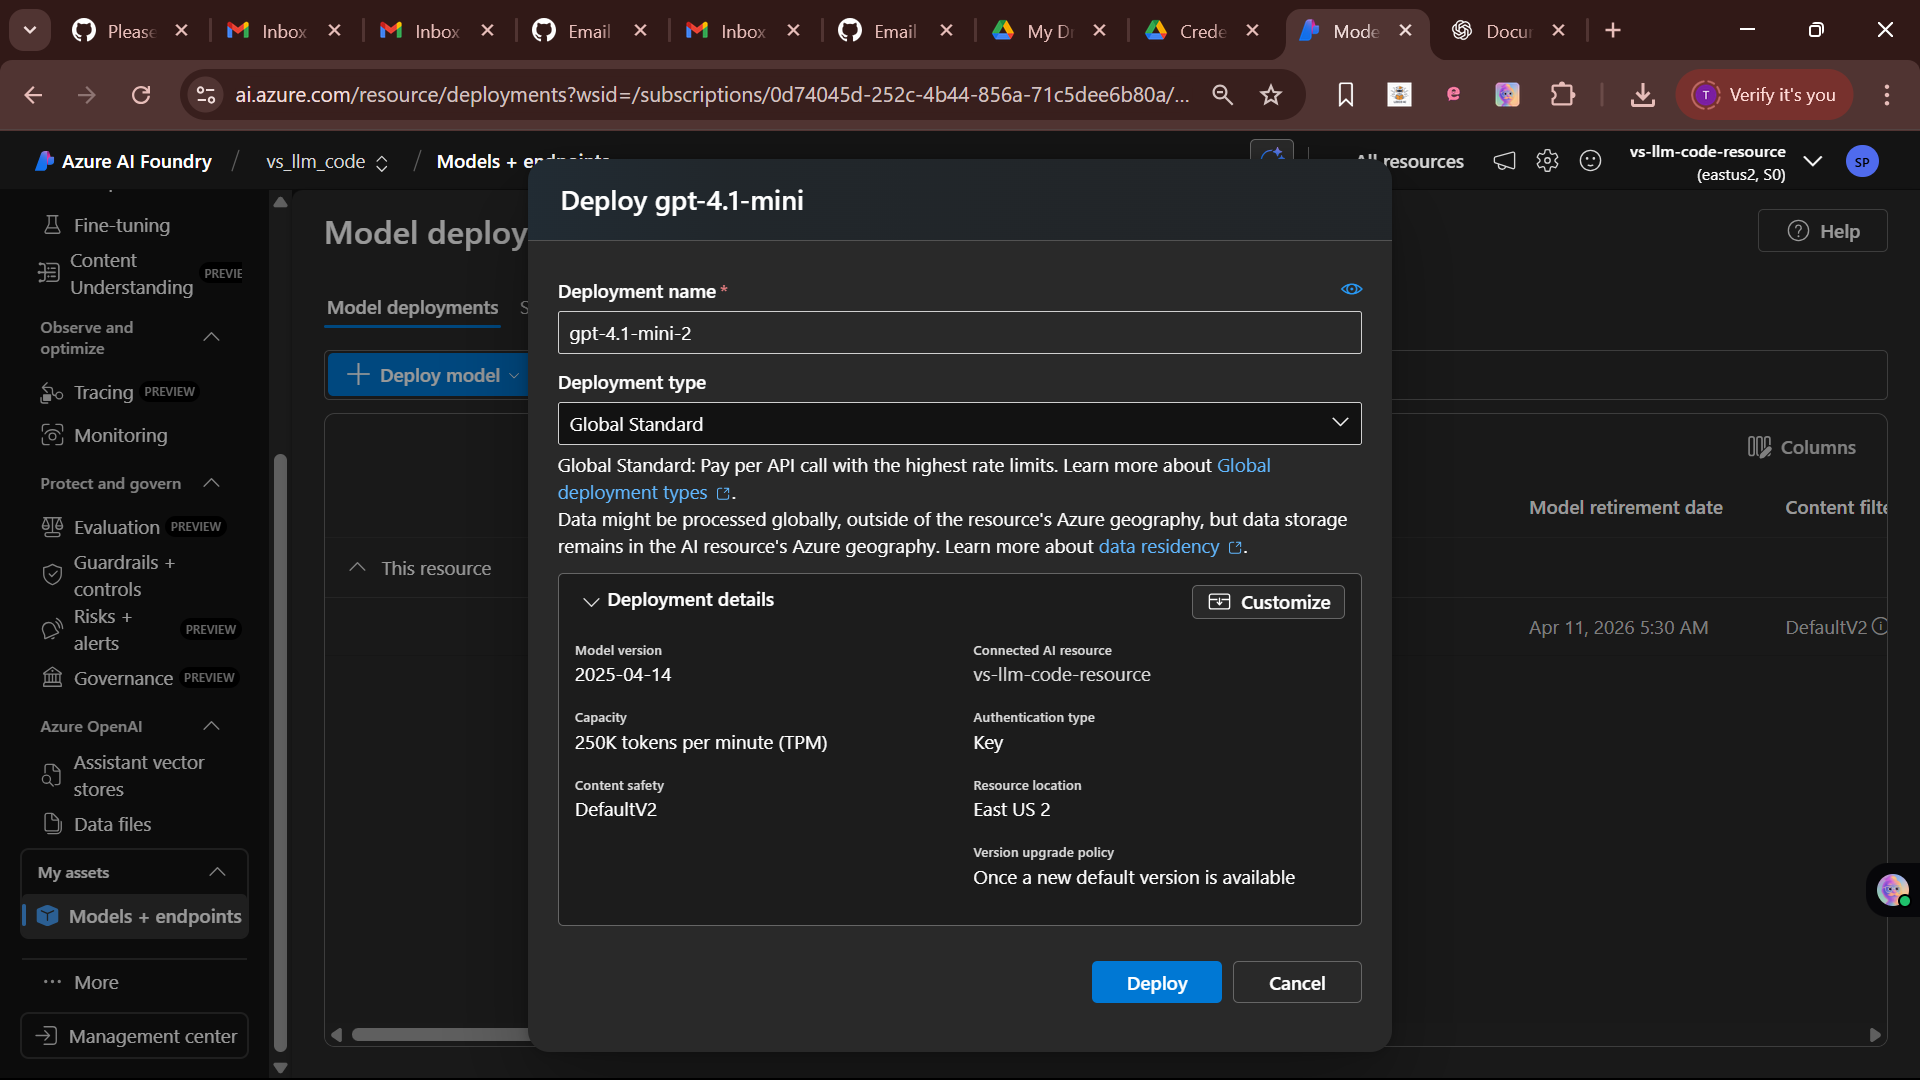 Please
Inbox
Inbox
Email
Inbox
Email
My Dr
Crede
Mode
Docur
ai.azure.com/resource/deployments?wsid=/subscriptions/0d74045d-252c-4b44-856a-71c5dee6b80a/...
T
Verify it's you
Azure AI Foundry / vs_llm_code / Models + endpoints
All resources
vs-llm-code-resource
(eastus2, S0)
SP
Fine-tuning
Content
Understanding
PREVIE
Observe and
optimize
Tracing PREVIEW
Monitoring
Protect and govern
Evaluation PREVIEW
Guardrails +
controls
Risks +
alerts
PREVIEW
Governance PREVIEW
Azure OpenAI
Assistant vector
stores
Data files
My assets
Models + endpoints
More
Management center
Model deploy
Help
Model deployments S
Deploy model
Columns
Model retirement date
Content filte
This resource
Apr 11, 2026 5:30 AM
DefaultV2
Deploy gpt-4.1-mini
Deployment name *
gpt-4.1-mini-2
Deployment type
Global Standard
Global Standard: Pay per API call with the highest rate limits. Learn more about Global
deployment types .
Data might be processed globally, outside of the resource's Azure geography, but data storage
remains in the AI resource's Azure geography. Learn more about data residency .
Deployment details
Customize
Model version
2025-04-14
Connected AI resource
vs-llm-code-resource
Capacity
250K tokens per minute (TPM)
Authentication type
Key
Content safety
DefaultV2
Resource location
East US 2
Version upgrade policy
Once a new default version is available
Deploy
Cancel